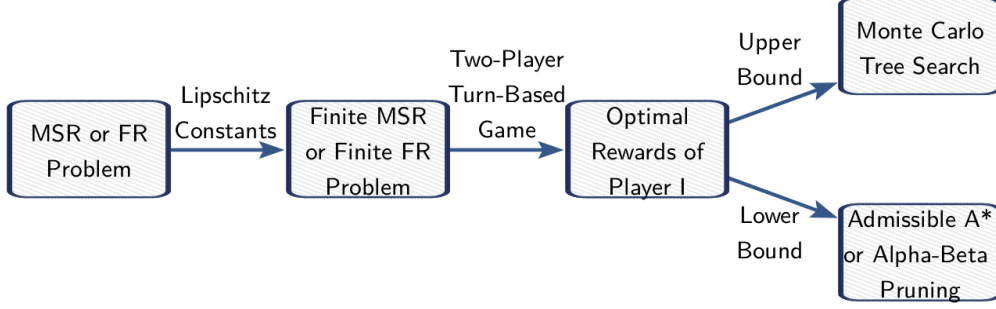 MSR or FR
Problem
Lipschitz
Constants
Finite MSR
or Finite FR
Problem
Two-Player
Turn-Based
Game
Optimal
Rewards of
Player I
Upper
Bound
Monte Carlo
Tree Search
Lower
Bound
Admissible A*
or Alpha-Beta
Pruning